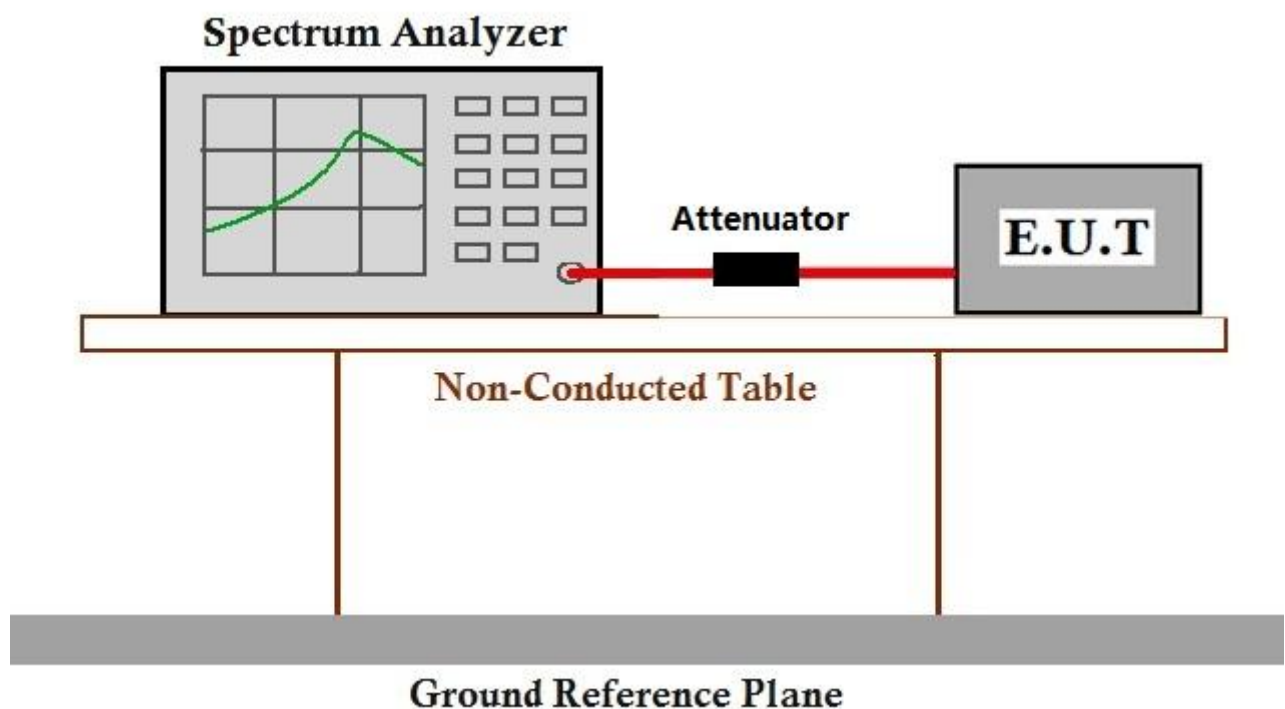 Spectrum Analyzer
Attenuator
E.U.T
Non-Conducted Table
Ground Reference Plane